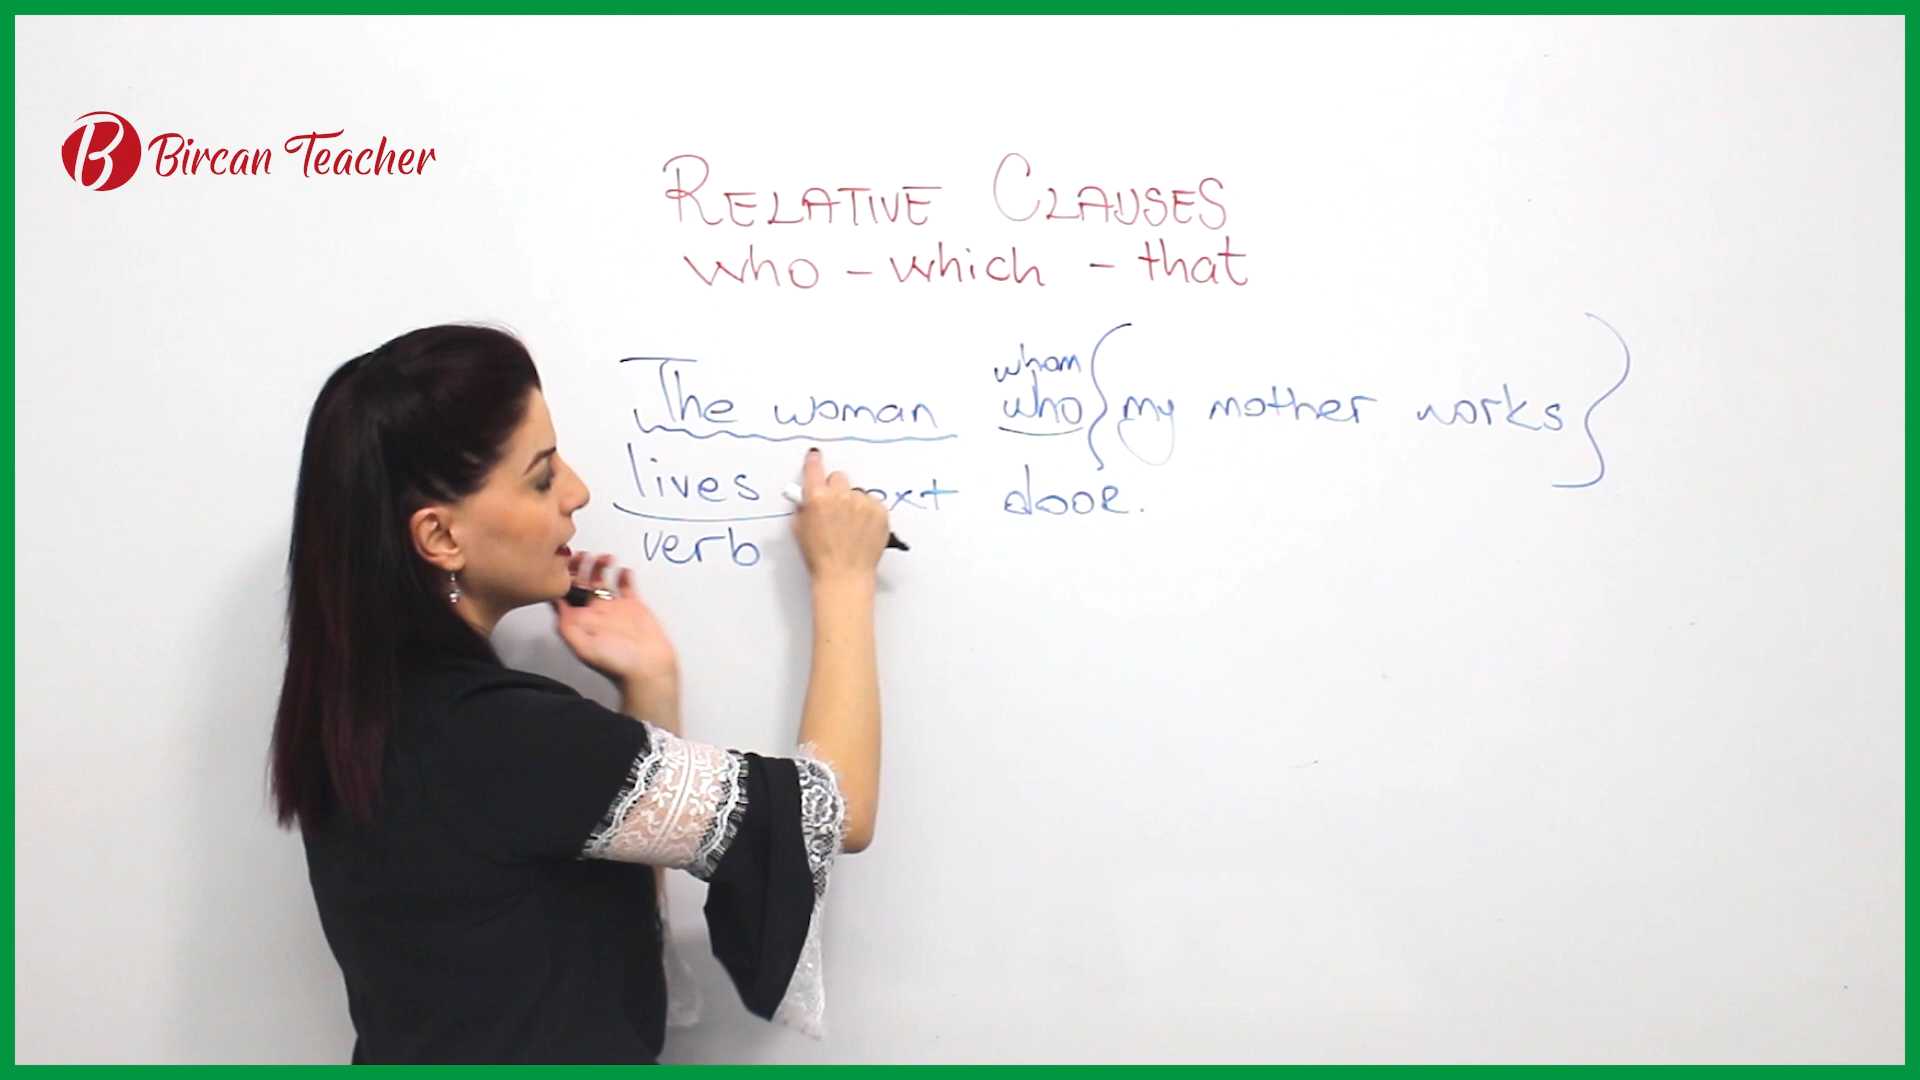 Bircan Teacher
RELATIVE CLAUSES
who - which - that
whom
The woman who { my mother works }
lives door.
verb